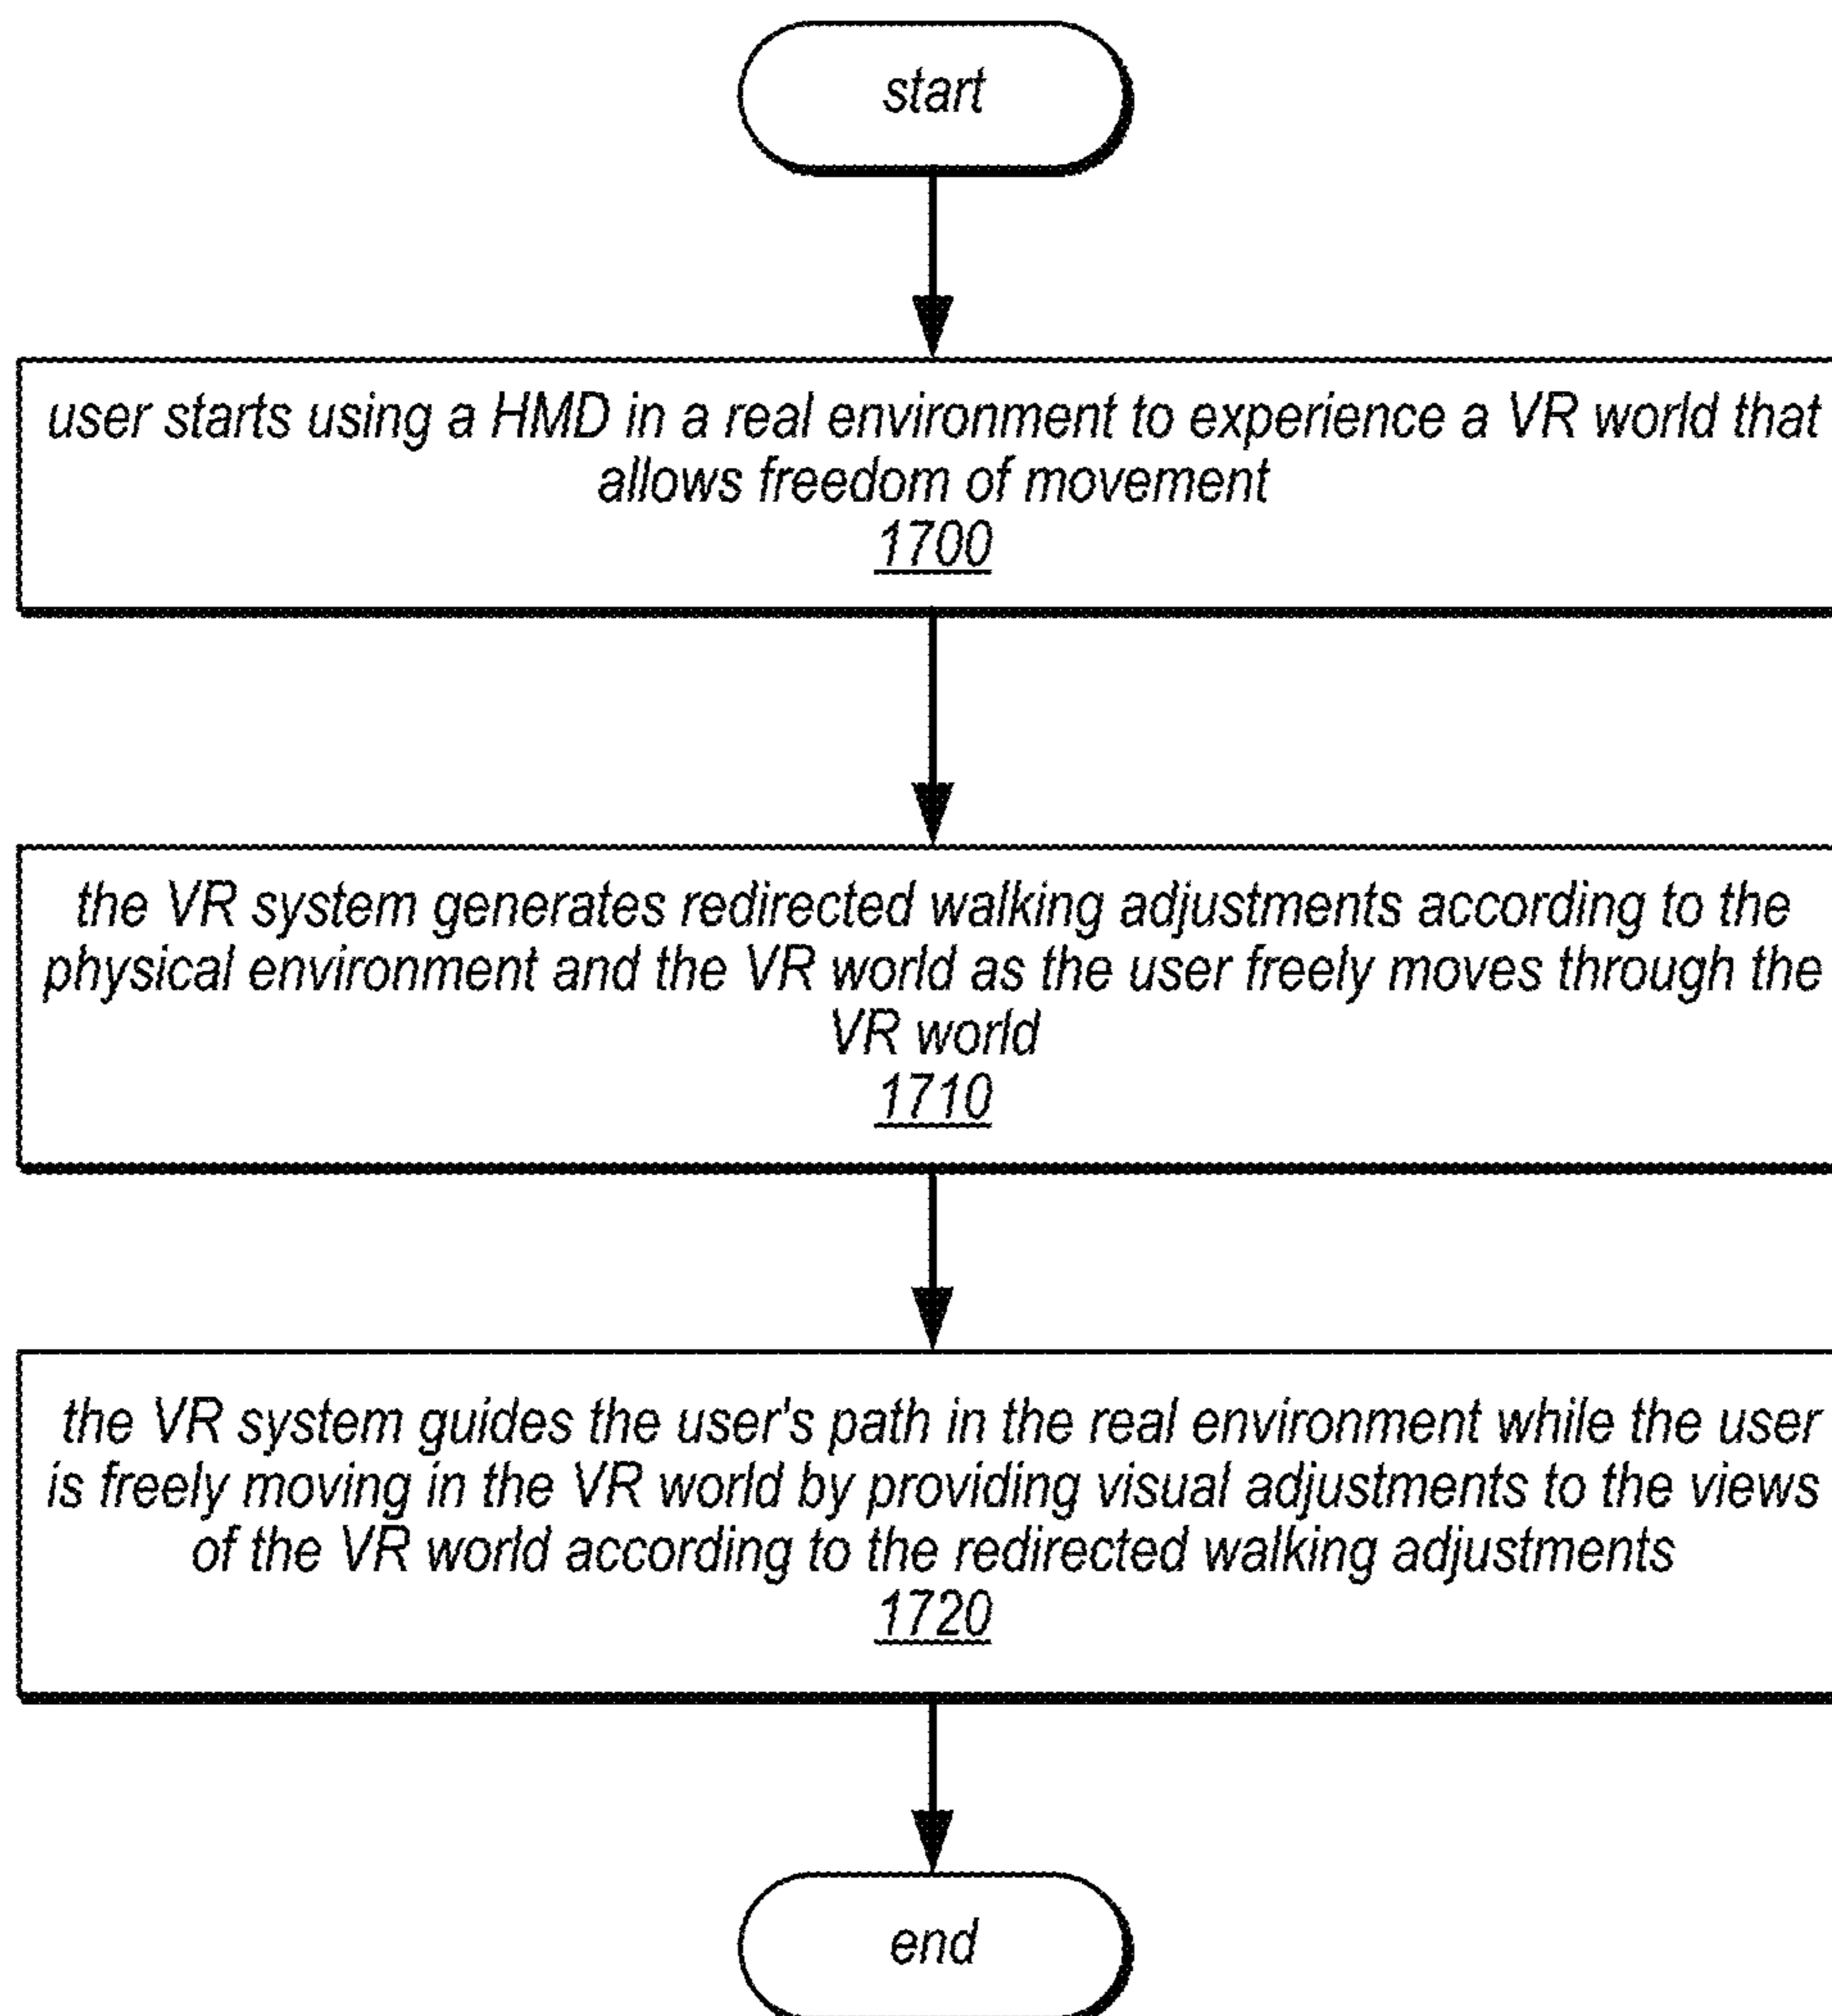 start
user starts using a HMD in a real environment to experience a VR world that
allows freedom of movement
1700
the VR system generates redirected walking adjustments according to the
physical environment and the VR world as the user freely moves through the
VR world
1710
the VR system guides the user's path in the real environment while the user
is freely moving in the VR world by providing visual adjustments to the views
of the VR world according to the redirected walking adjustments
1720
end